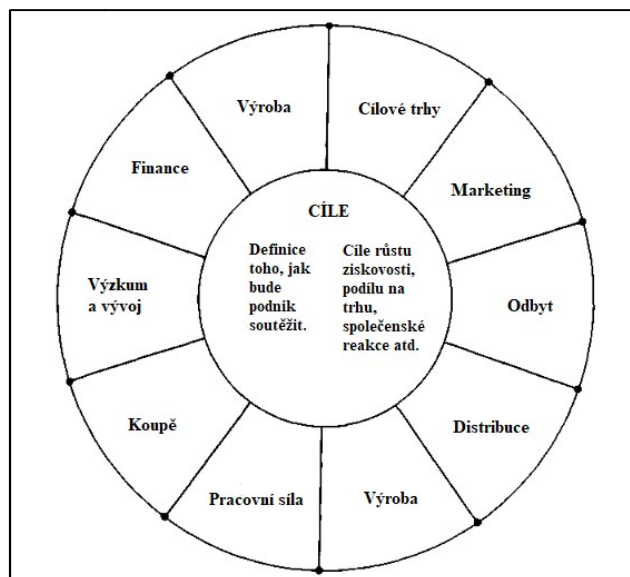 Výroba
Cílové trhy
Finance
Marketing
CÍLE
Definice
toho, jak
bude
podnik
soutěžit.
Cíle růstu
ziskovosti,
podílu na
trhu,
společenské
reakce atd.
Výzkum
a vývoj
Odbyt
Koupě
Distribuce
Pracovní síla
Výroba